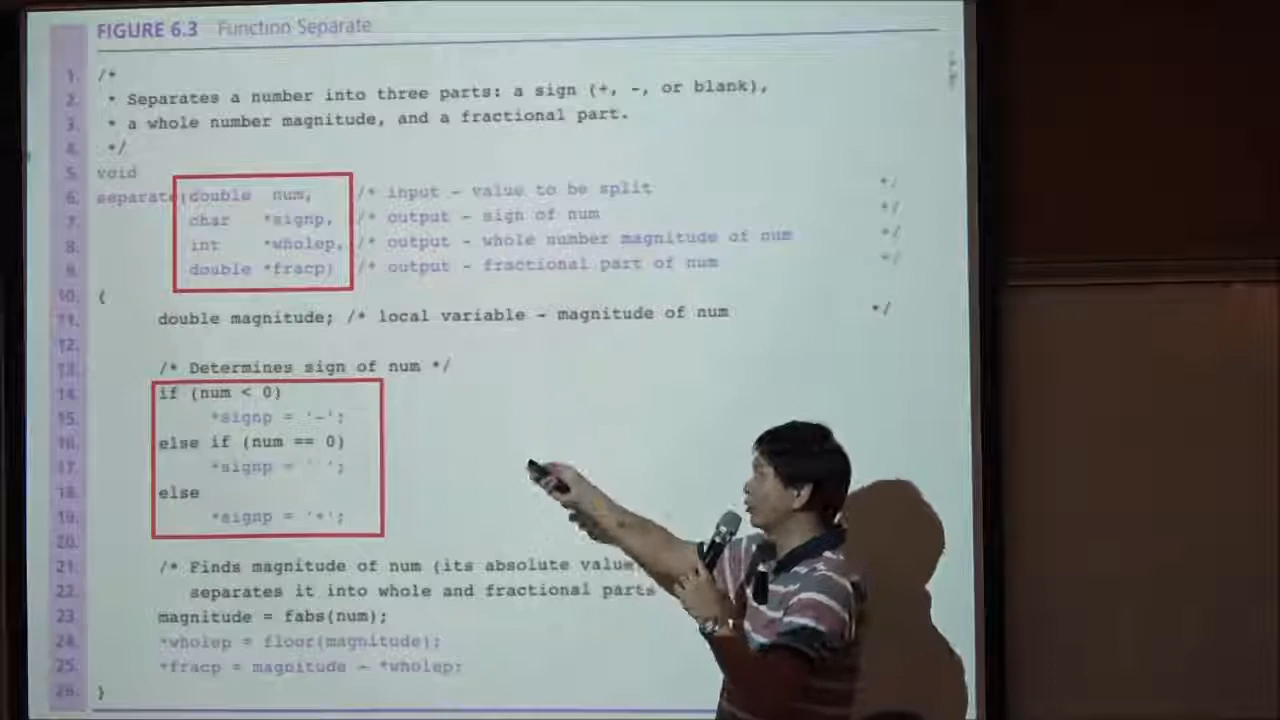 FIGURE 6.3 Function Separate
1. /*
2. * Separates a number into three parts: a sign (+, -, or blank),
3. * a whole number magnitude, and a fractional part.
4. */
5. void
6. separate(double num, /* input - value to be split */
7. char *signp, /* output - sign of num */
8. int *wholep, /* output - whole number magnitude of num */
9. double *fracp) /* output - fractional part of num */
10. {
11. double magnitude; /* local variable - magnitude of num */
12.
13. /* Determines sign of num */
14. if (num < 0)
15. *signp = '-';
16. else if (num == 0)
17. *signp = ' ';
18. else
19. *signp = '+';
20.
21. /* Finds magnitude of num (its absolute value)
22. separates it into whole and fractional parts
23. magnitude = fabs(num);
24. *wholep = floor(magnitude);
25. *fracp = magnitude - *wholep;
26. }